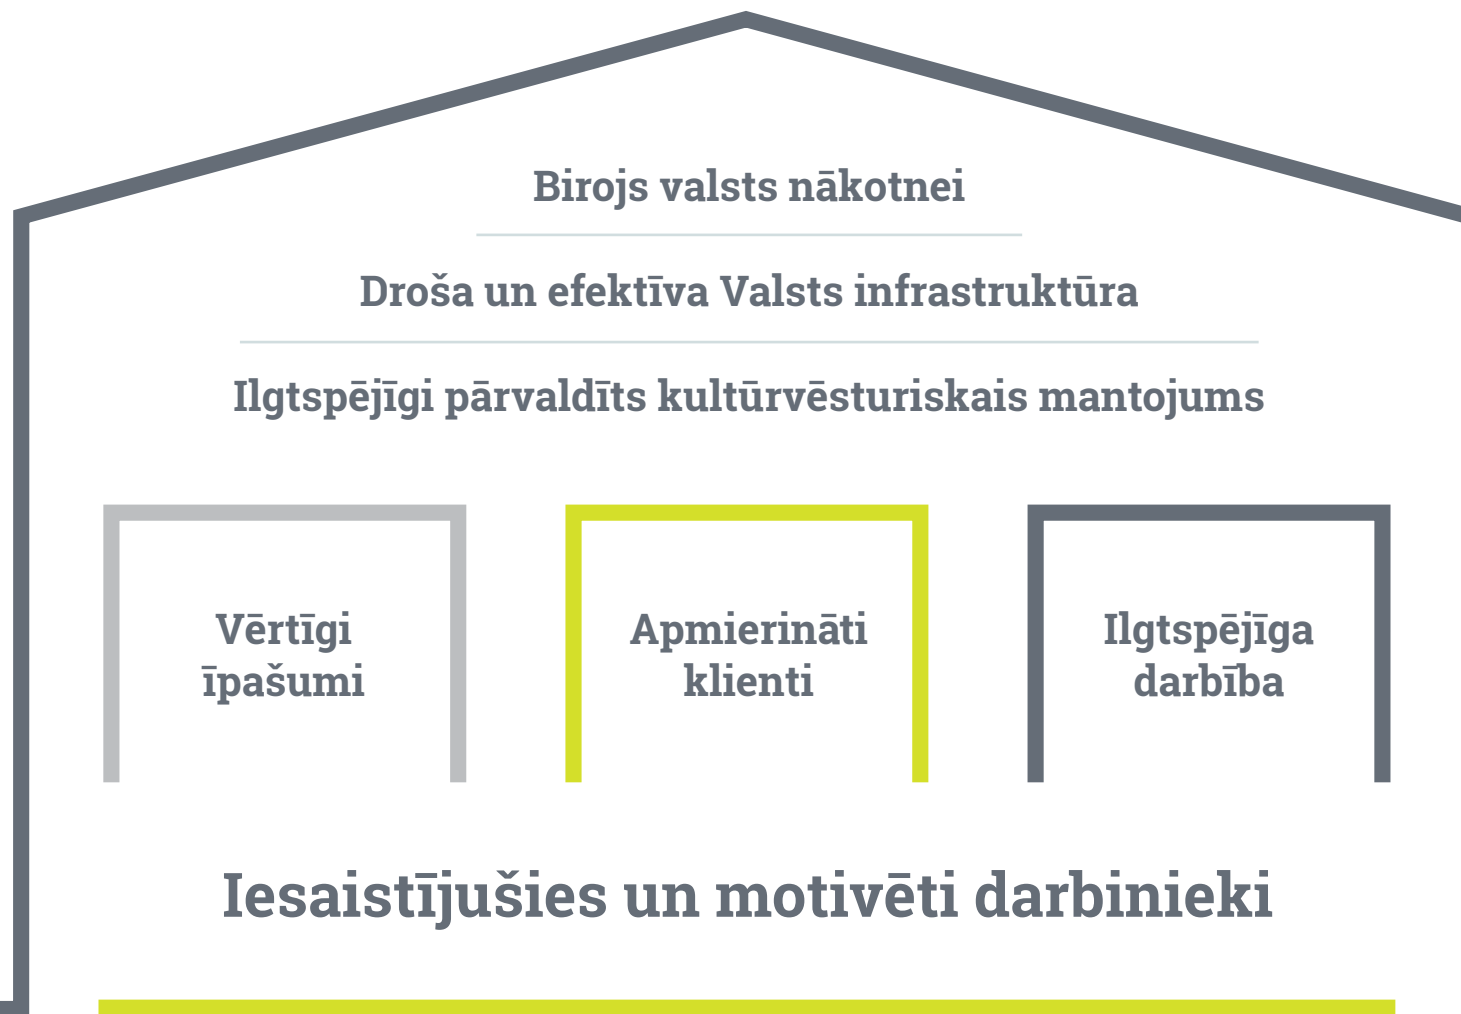 Birojs valsts nākotnei
Droša un efektīva Valsts infrastruktūra
Ilgtspējīgi pārvaldīts kultūrvēsturiskais mantojums
Vērtīgi
īpašumi
Apmierināti
klienti
Ilgtspējīga
darbība
Iesaistījušies un motivēti darbinieki